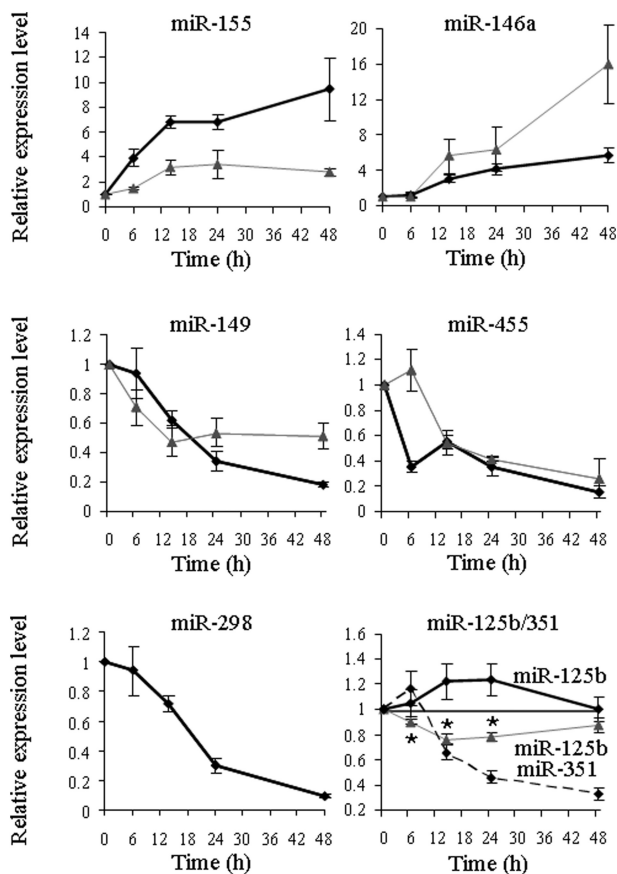 miR-155
Relative expression level
14
12
10
8
6
4
2
0
0 6 12 18 24 30 36 42 48
Time (h)
miR-146a
20
16
12
8
4
0
0 6 12 18 24 30 36 42 48
Time (h)
miR-149
Relative expression level
1.2
1
0.8
0.6
0.4
0.2
0
0 6 12 18 24 30 36 42 48
Time (h)
miR-455
1.4
1.2
1
0.8
0.6
0.4
0.2
0
0 6 12 18 24 30 36 42 48
Time (h)
miR-298
Relative expression level
1.2
1
0.8
0.6
0.4
0.2
0
0 6 12 18 24 30 36 42 48
Time (h)
miR-125b/351
1.6
1.4
1.2
1
0.8
0.6
0.4
0.2
miR-125b
* * *
miR-125b
miR-351
0 6 12 18 24 30 36 42 48
Time (h)